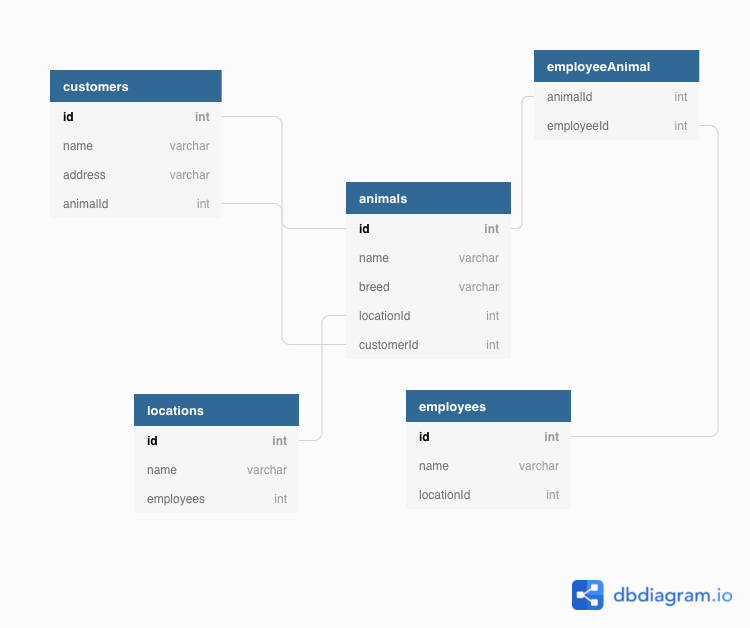 customers
id int
name varchar
address varchar
animalId int
employeeAnimal
animalId int
employeeId int
animals
id int
name varchar
breed varchar
locationId int
customerId int
locations
id int
name varchar
employees int
employees
id int
name varchar
locationId int
dbdiagram.io